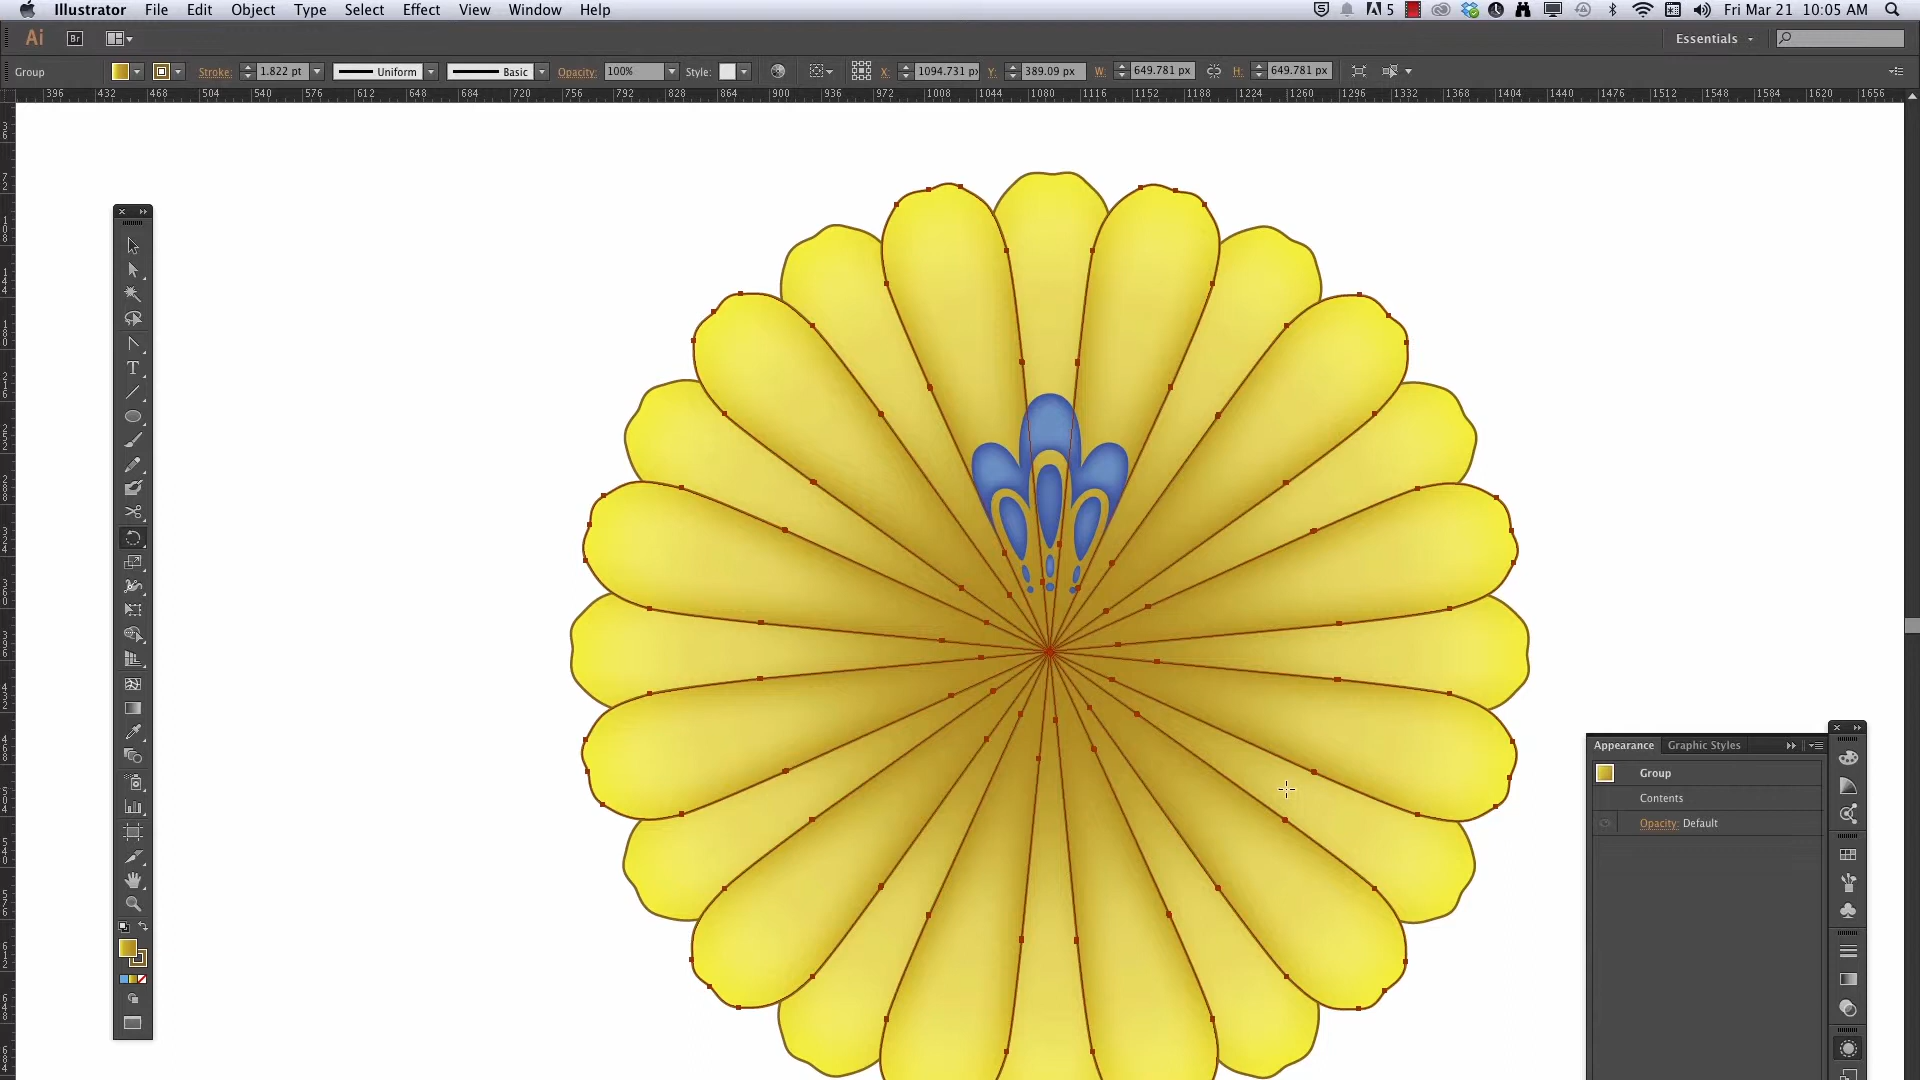 Illustrator File Edit Object Type Select Effect View Window Help
5 Fri Mar 21 10:05 AM
Ai Br Essentials
Group Stroke: 1.822 pt Uniform Basic Opacity: 100% Style: X: 1094.731 px Y: 389.09 px W: 649.781 px H: 649.781 px
396 432 468 504 540 576 612 648 684 720 756 792 828 864 900 936 972 1008 1044 1080 1116 1152 1188 1224 1260 1296 1332 1368 1404 1440 1476 1512 1548 1584 1620 1656
T
Appearance Graphic Styles
Group
Contents
Opacity: Default